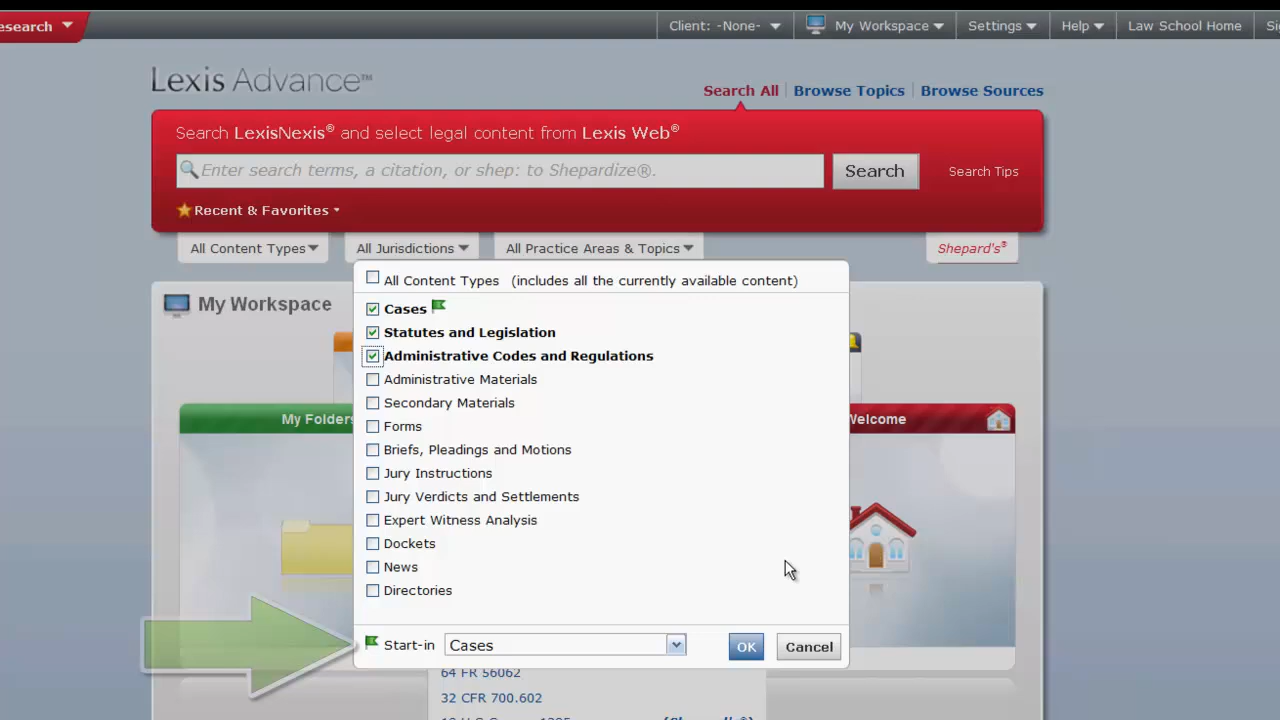 esearch
Client: -None-
My Workspace
Settings
Help
Law School Home
Si
Lexis Advance™
Search All | Browse Topics | Browse Sources
Search LexisNexis® and select legal content from Lexis Web®
Enter search terms, a citation, or shep: to Shepardize®.
Search
Search Tips
Recent & Favorites
All Content Types
All Jurisdictions
All Practice Areas & Topics
Shepard's®
My Workspace
All Content Types (includes all the currently available content)
Cases
Statutes and Legislation
Administrative Codes and Regulations
Administrative Materials
Secondary Materials
Forms
Briefs, Pleadings and Motions
Jury Instructions
Jury Verdicts and Settlements
Expert Witness Analysis
Dockets
News
Directories
My Folders
Welcome
Start-in
Cases
OK
Cancel
64 FR 56062
32 CFR 700.602
(Shepard's®)